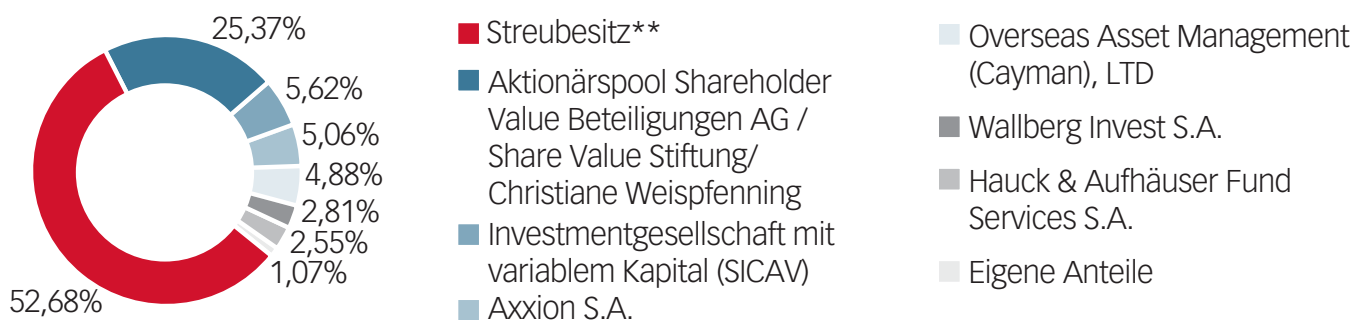 25,37%
5,62%
5,06%
4,88%
2,81%
2,55%
1,07%
52,68%
Streubesitz**
Aktionärspool Shareholder
Value Beteiligungen AG /
Share Value Stiftung/
Christiane Weispfenning
Investmentgesellschaft mit
variablem Kapital (SICAV)
Axxion S.A.
Overseas Asset Management
(Cayman), LTD
Wallberg Invest S.A.
Hauck & Aufhäuser Fund
Services S.A.
Eigene Anteile